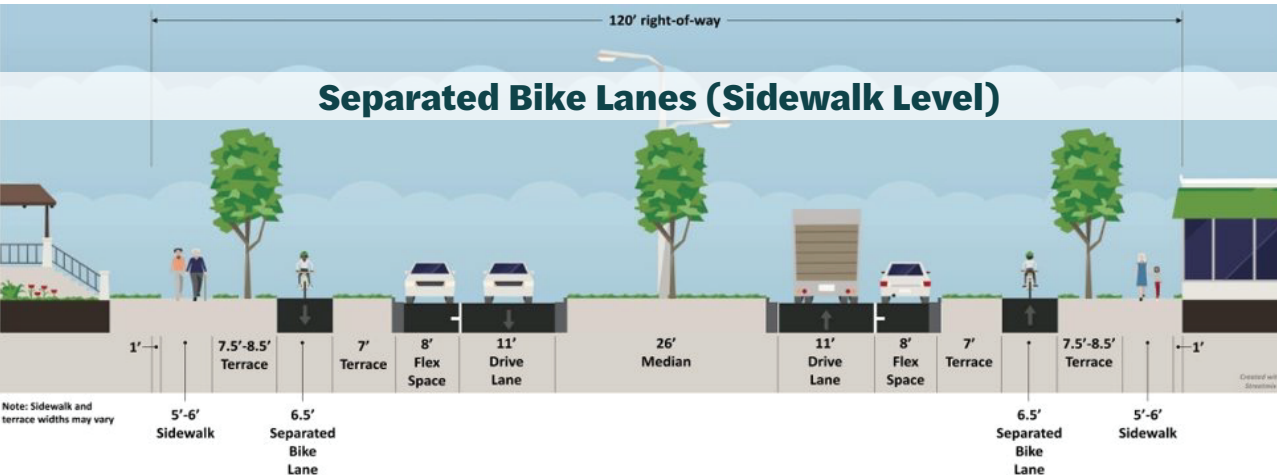 120' right-of-way
Separated Bike Lanes (Sidewalk Level)
1'
7.5'-8.5'
Terrace
7'
Terrace
8'
Flex
Space
11'
Drive
Lane
26'
Median
11'
Drive
Lane
8'
Flex
Space
7'
Terrace
7.5'-8.5'
Terrace
1'
Created
Note: Sidewalk and
terrace widths may vary
5'-6'
Sidewalk
6.5'
Separated
Bike
Lane
6.5'
Separated
Bike
Lane
5'-6'
Sidewalk